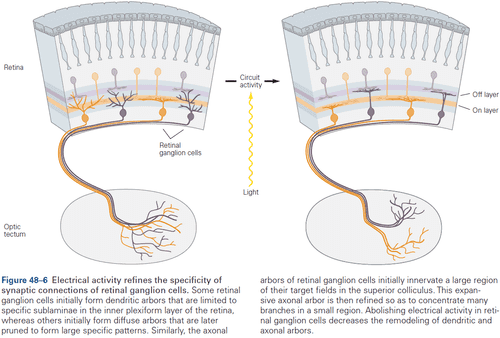 Retina
Circuit
activity
Off layer
On layer
Retinal
ganglion cells
Light
Optic
tectum
Figure 48–6 Electrical activity refines the specificity of
synaptic connections of retinal ganglion cells. Some retinal
ganglion cells initially form dendritic arbors that are limited to
specific sublaminae in the inner plexiform layer of the retina,
whereas others initially form diffuse arbors that are later
pruned to form large specific patterns. Similarly, the axonal
arbors of retinal ganglion cells initially innervate a large region
of their target fields in the superior colliculus. This expan-
sive axonal arbor is then refined so as to concentrate many
branches in a small region. Abolishing electrical activity in reti-
nal ganglion cells decreases the remodeling of dendritic and
axonal arbors.